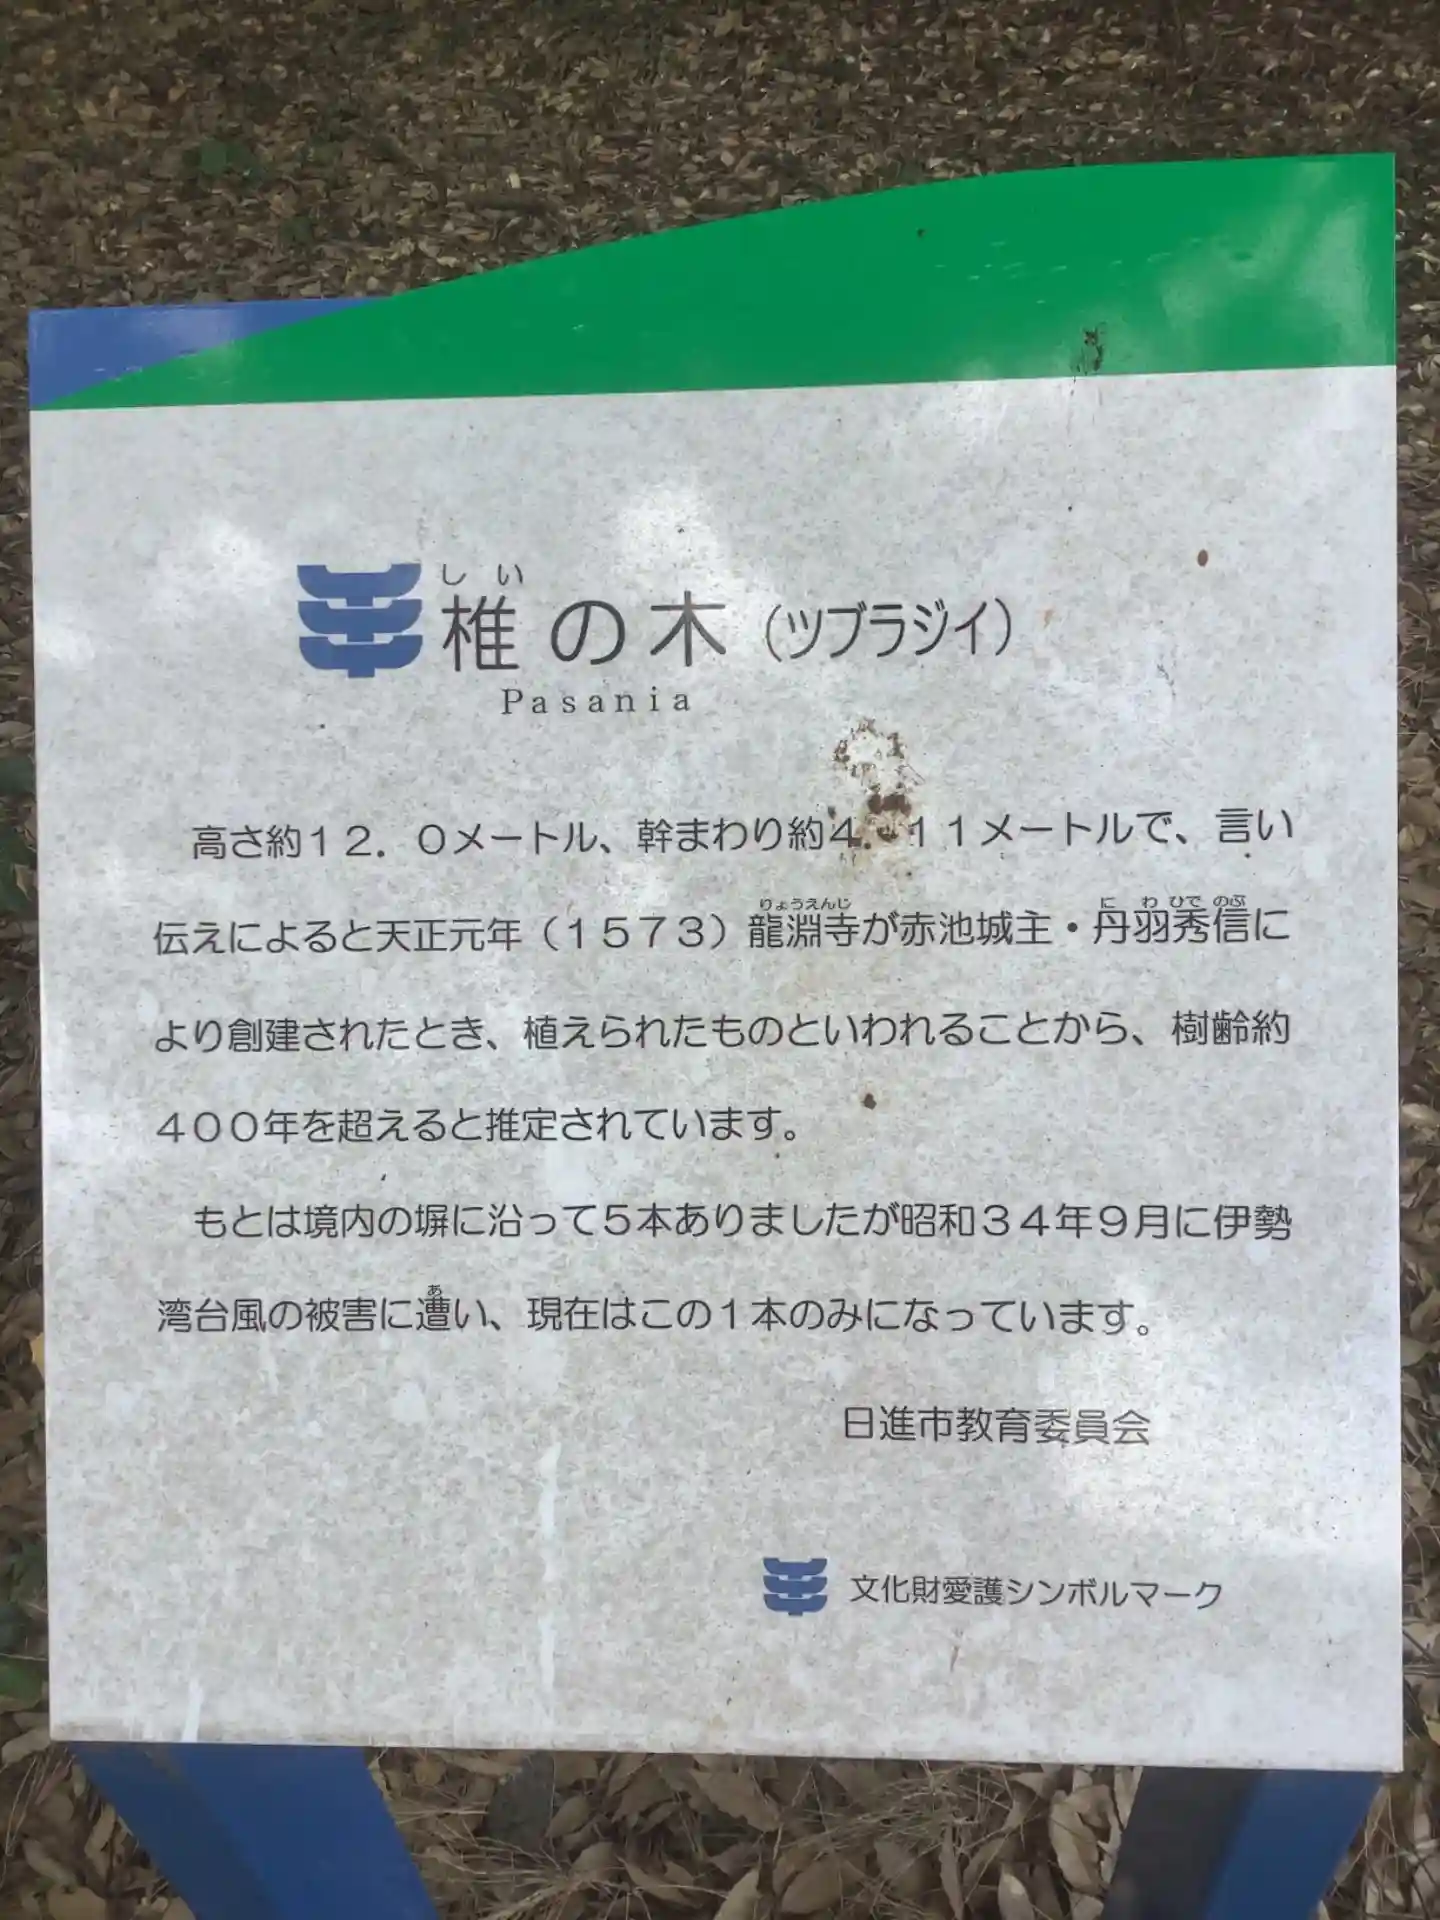 しい
椎の木（ツブラジイ）
Pasania
高さ約１２．０メートル、幹まわり約４．１１メートルで、言い
りょうえんじ に わ ひで のぶ
伝えによると天正元年（１５７３）龍淵寺が赤池城主・丹羽秀信に
より創建されたとき、植えられたものといわれることから、樹齢約
４００年を超えると推定されています。
もとは境内の塀に沿って５本ありましたが昭和３４年９月に伊勢
あ
湾台風の被害に遭い、現在はこの１本のみになっています。
日進市教育委員会
文化財愛護シンボルマーク